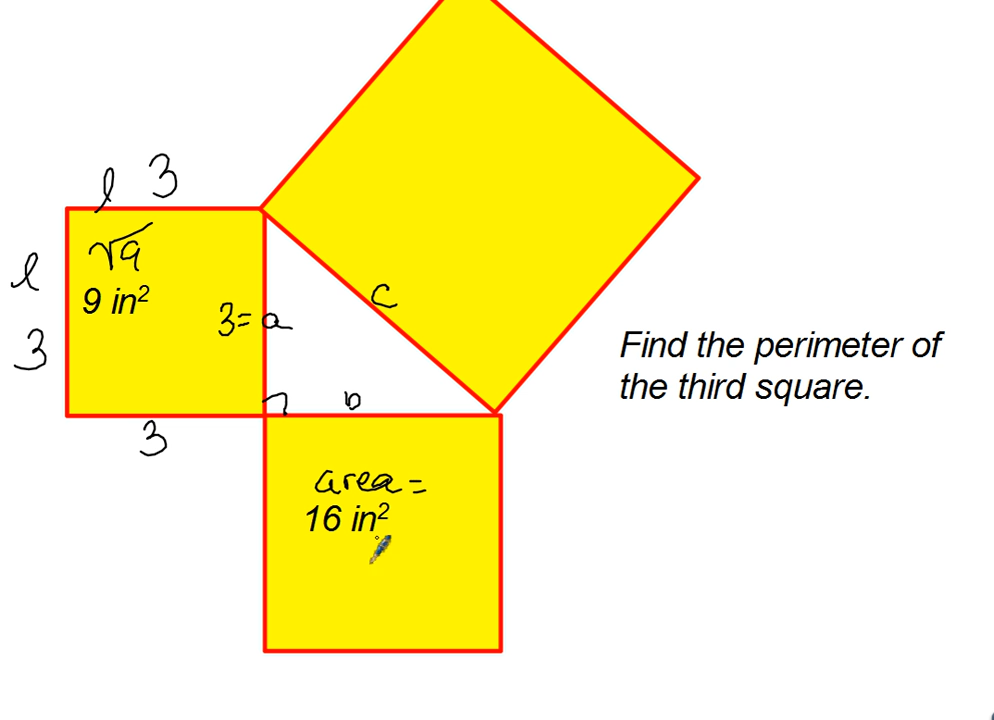 l 3
√9
l
9 in²
3
3
3=a
c
b
area=
16 in²
Find the perimeter of
the third square.